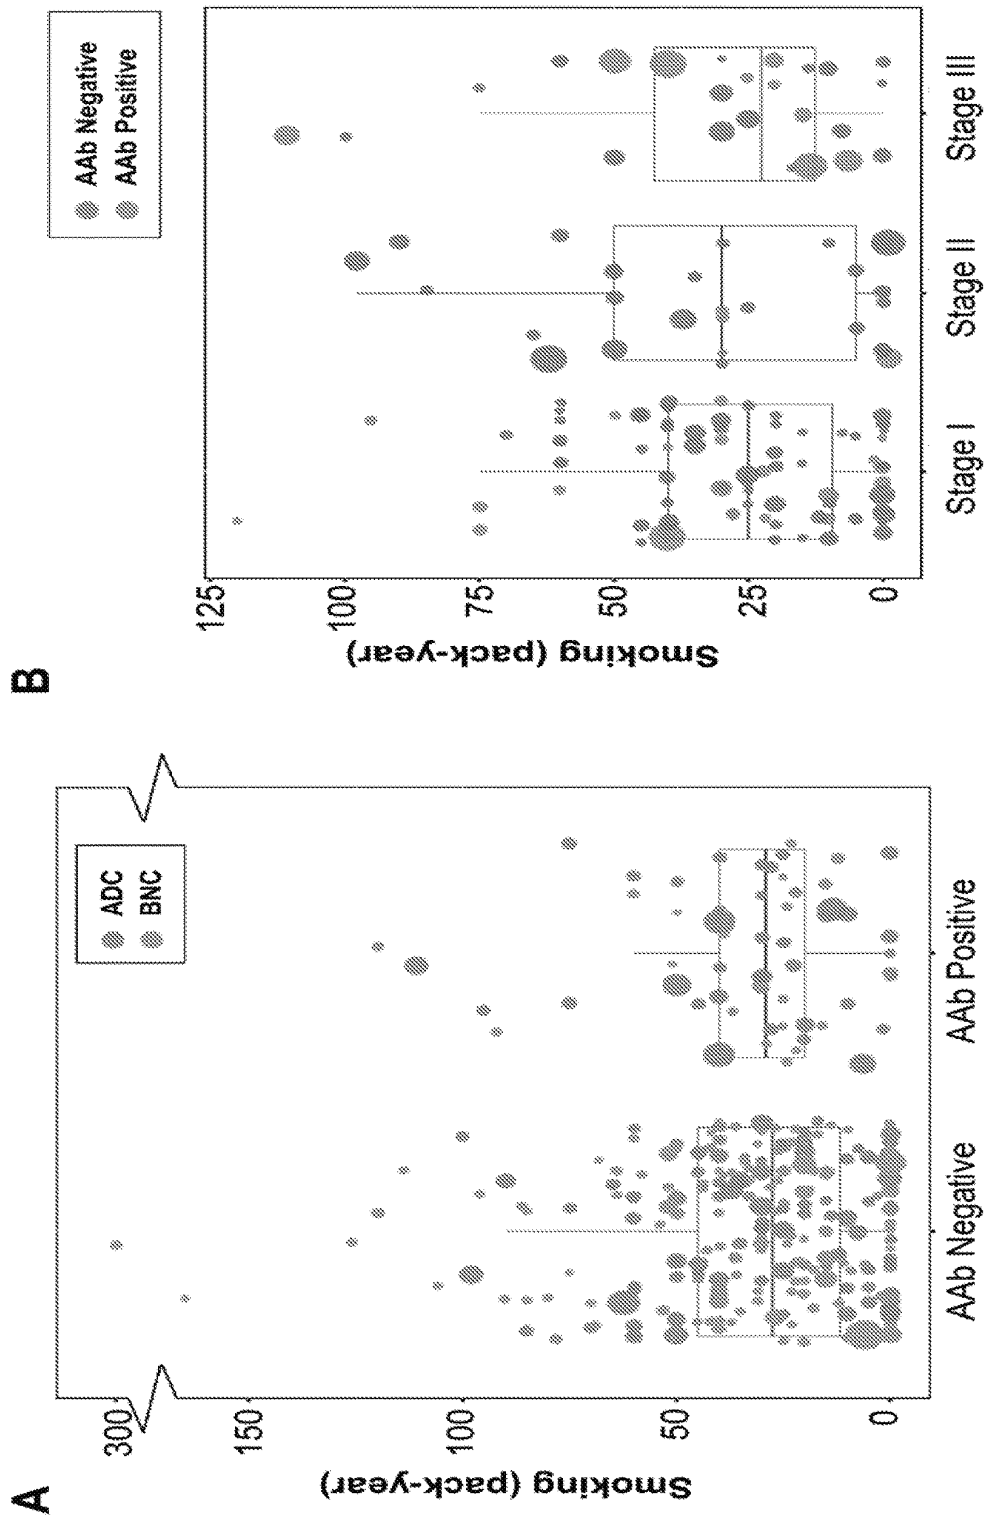 A
Smoking (pack-year)
300
150
100
50
0
ADC
BNC
AAb Negative
AAb Positive
B
Smoking (pack-year)
125
100
75
50
25
0
AAb Negative
AAb Positive
Stage I
Stage II
Stage III